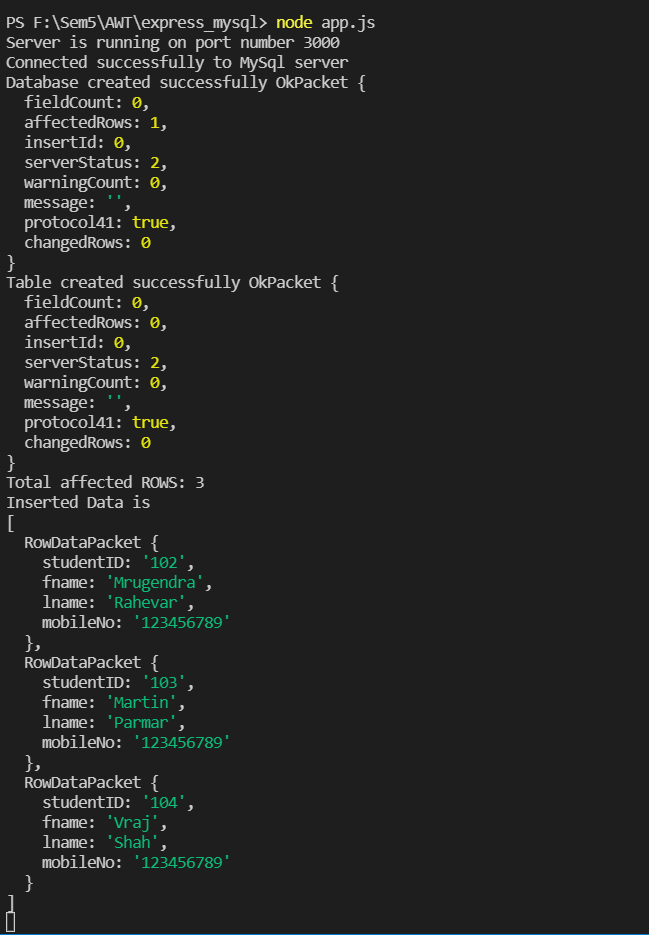 PS F:\Sem5\AWT\express_mysql> node app.js
Server is running on port number 3000
Connected successfully to MySql server
Database created successfully OkPacket {
  fieldCount: 0,
  affectedRows: 1,
  insertId: 0,
  serverStatus: 2,
  warningCount: 0,
  message: '',
  protocol41: true,
  changedRows: 0
}
Table created successfully OkPacket {
  fieldCount: 0,
  affectedRows: 0,
  insertId: 0,
  serverStatus: 2,
  warningCount: 0,
  message: '',
  protocol41: true,
  changedRows: 0
}
Total affected ROWS: 3
Inserted Data is
[
  RowDataPacket {
    studentID: '102',
    fname: 'Mrugendra',
    lname: 'Rahevar',
    mobileNo: '123456789'
  },
  RowDataPacket {
    studentID: '103',
    fname: 'Martin',
    lname: 'Parmar',
    mobileNo: '123456789'
  },
  RowDataPacket {
    studentID: '104',
    fname: 'Vraj',
    lname: 'Shah',
    mobileNo: '123456789'
  }
]